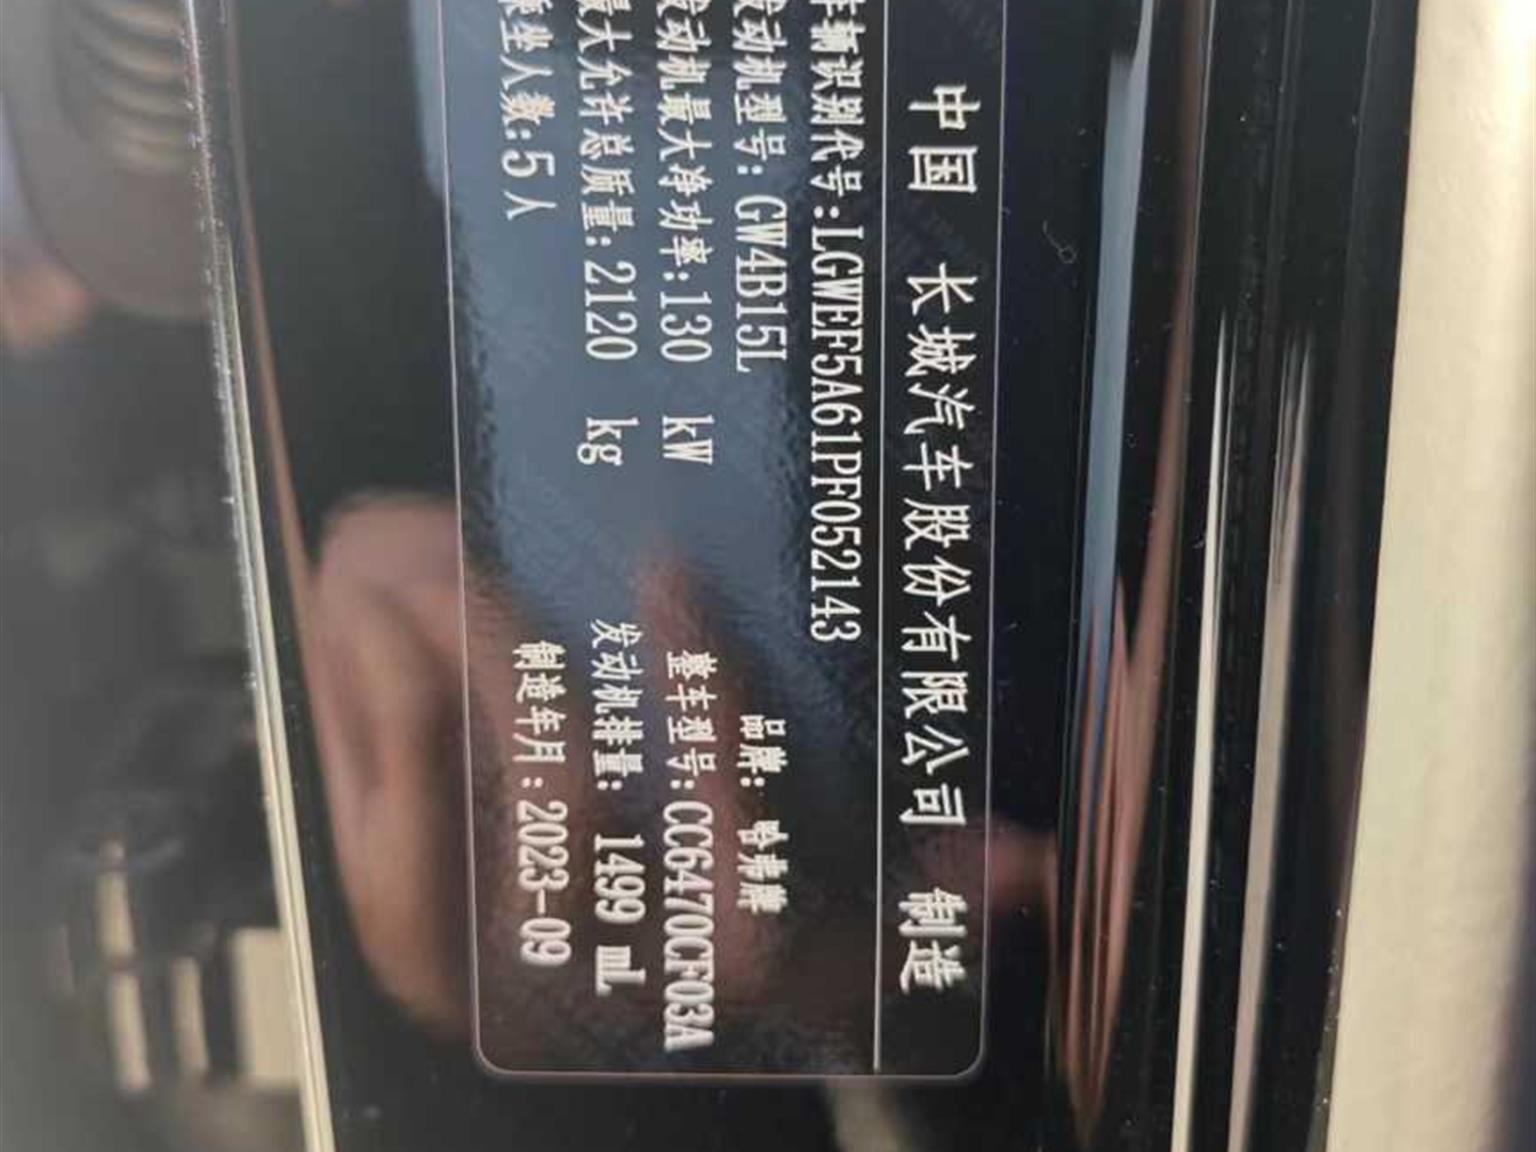 中国 长城汽车股份有限公司 制造
车辆识别代号:LGWEF5A61PF052143
发动机型号:GW4B15L 品牌: 哈弗牌
发动机最大净功率:130 kW 整车型号:CC6470CF03A
最大允许总质量:2120 kg 发动机排量: 1499 mL
乘坐人数:5人 制造年月:2023-09